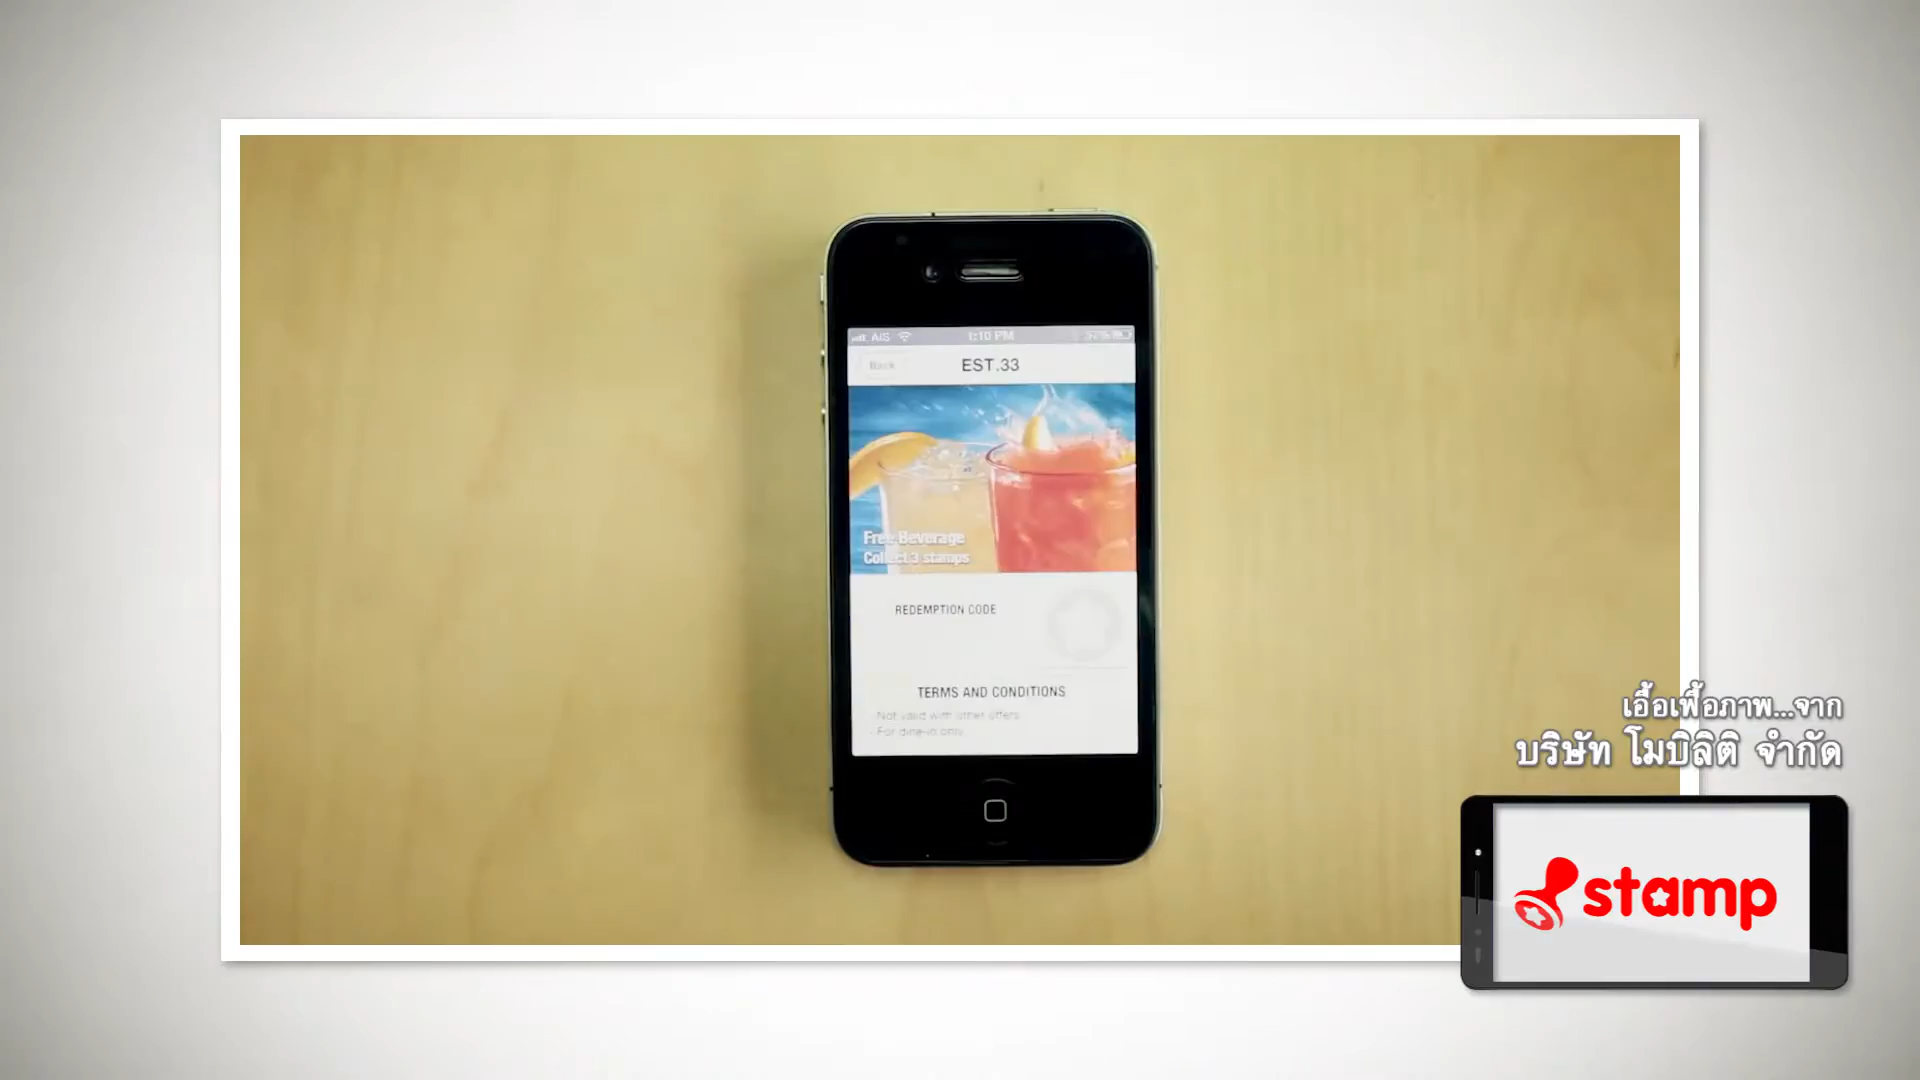 AIS
1:10 PM
Back
EST.33
Free Beverage
Collect 3 stamps
REDEMPTION CODE
TERMS AND CONDITIONS
- Not valid with other offers
- For dine-in only
เอื้อเฟื้อภาพ...จาก
บริษัท โมบิลิติ จำกัด
stamp